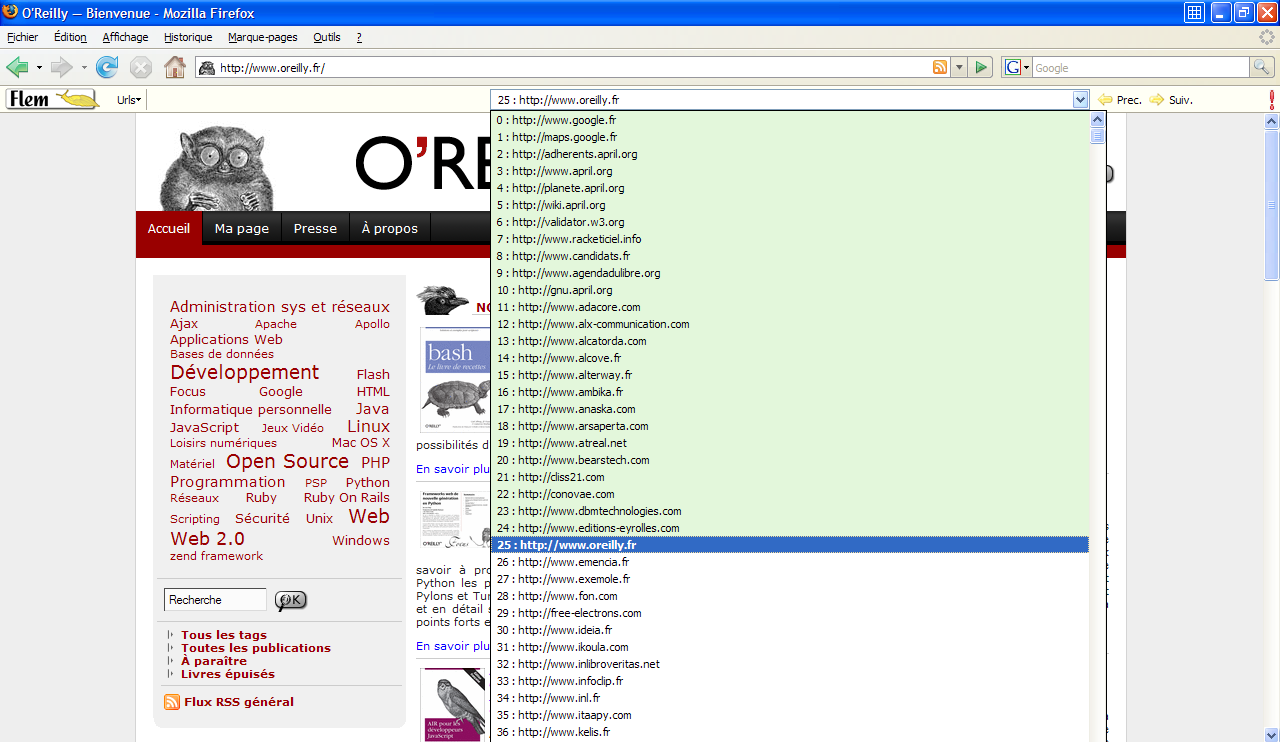 O'Reilly — Bienvenue - Mozilla Firefox
Fichier Édition Affichage Historique Marque-pages Outils ?
http://www.oreilly.fr/ G Google
Flem Urls 25 : http://www.oreilly.fr Prec. Suiv.
0 : http://www.google.fr
1 : http://maps.google.fr
2 : http://adherents.april.org
3 : http://www.april.org
4 : http://planete.april.org
5 : http://wiki.april.org
6 : http://validator.w3.org
7 : http://www.racketiciel.info
8 : http://www.candidats.fr
9 : http://www.agendadulibre.org
10 : http://gnu.april.org
11 : http://www.adacore.com
12 : http://www.alx-communication.com
13 : http://www.alcatorda.com
14 : http://www.alcove.fr
15 : http://www.alterway.fr
16 : http://www.ambika.fr
17 : http://www.anaska.com
18 : http://www.arsaperta.com
19 : http://www.atreal.net
20 : http://www.bearstech.com
21 : http://cliss21.com
22 : http://conovae.com
23 : http://www.dbmtechnologies.com
24 : http://www.editions-eyrolles.com
25 : http://www.oreilly.fr
26 : http://www.emencia.fr
27 : http://www.exemole.fr
28 : http://www.fon.com
29 : http://free-electrons.com
30 : http://www.ideia.fr
31 : http://www.ikoula.com
32 : http://www.inlibroveritas.net
33 : http://www.infoclip.fr
34 : http://www.inl.fr
35 : http://www.itaapy.com
36 : http://www.kelis.fr
O'RE
Accueil Ma page Presse À propos
Administration sys et réseaux
Ajax Apache Apollo
Applications Web
Bases de données
Développement Flash
Focus Google HTML
Informatique personnelle Java
JavaScript Jeux Vidéo Linux
Loisirs numériques Mac OS X
Matériel Open Source PHP
Programmation PSP Python
Réseaux Ruby Ruby On Rails
Scripting Sécurité Unix Web
Web 2.0 Windows
zend framework
Recherche OK
Tous les tags
Toutes les publications
À paraître
Livres épuisés
Flux RSS général
NO
bash
Le livre de recettes
O'REILLY
possibilités d
En savoir plu
Frameworks web de
nouvelle génération
en Python
O'REILLY Focus
savoir à pro
Python les p
Pylons et Tur
et en détail s
points forts e
En savoir plu
AIR pour les
développeurs
JavaScript